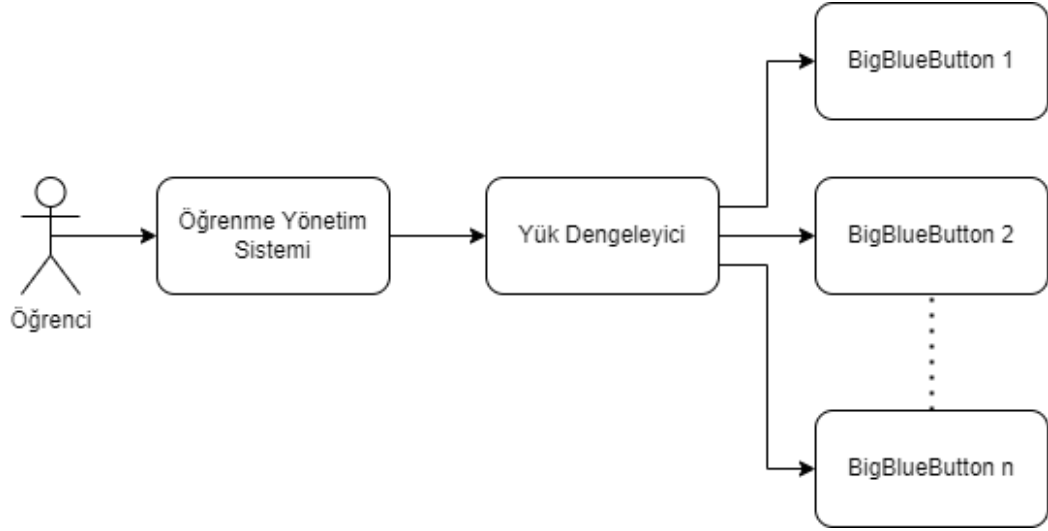 BigBlueButton 1
Öğrenme Yönetim
Sistemi
Yük Dengeleyici
BigBlueButton 2
Öğrenci
BigBlueButton n